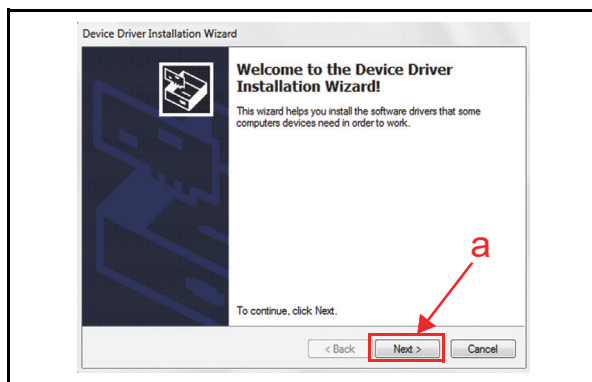 Device Driver Installation Wizard
Welcome to the Device Driver
Installation Wizard!
This wizard helps you install the software drivers that some
computers devices need in order to work.
a
To continue, click Next.
< Back
Next >
Cancel